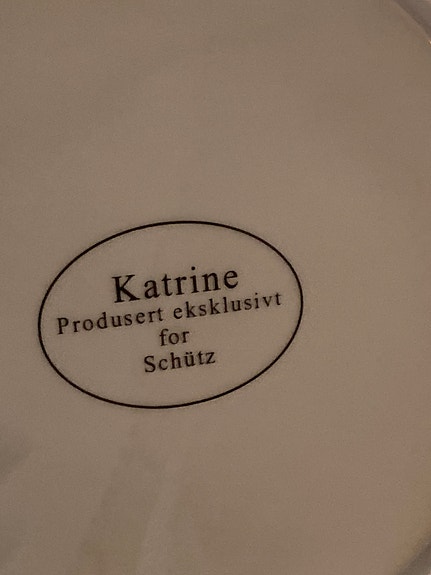 Katrine
Produsert eksklusivt
for
Schütz